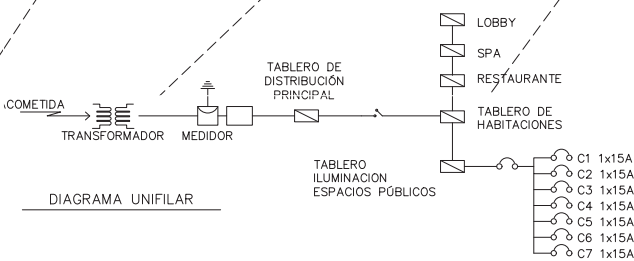 LOBBY
SPA
RESTAURANTE
TABLERO DE
DISTRIBUCIÓN
PRINCIPAL
ACOMETIDA
TRANSFORMADOR
MEDIDOR
TABLERO DE
HABITACIONES
TABLERO
ILUMINACION
ESPACIOS PÚBLICOS
DIAGRAMA UNIFILAR
C1 1x15A
C2 1x15A
C3 1x15A
C4 1x15A
C5 1x15A
C6 1x15A
C7 1x15A